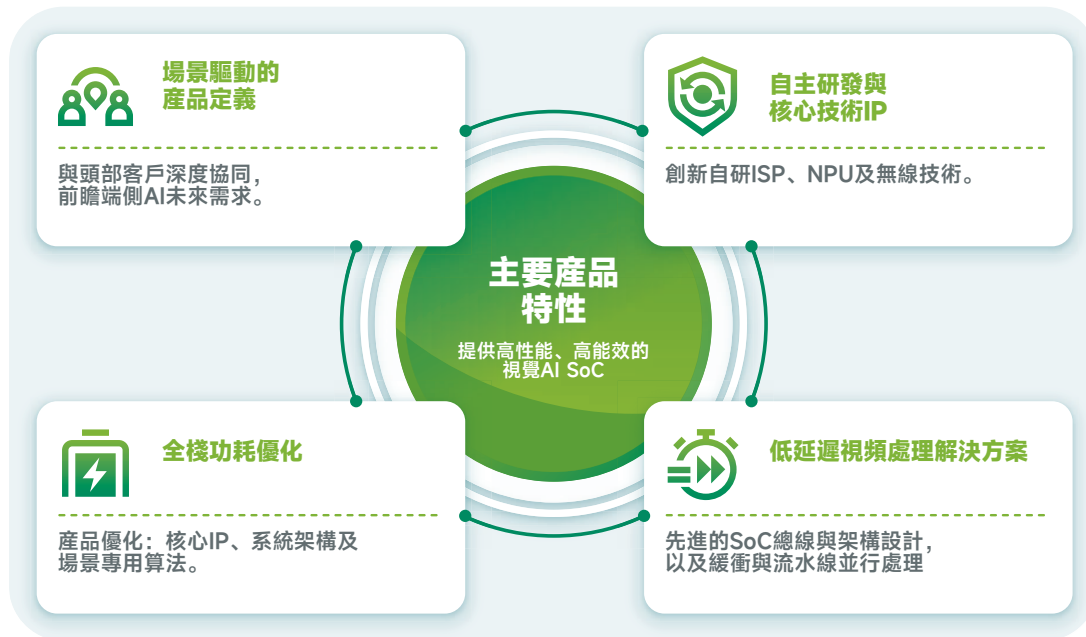 場景驅動的
產品定義
與頭部客戶深度協同，
前瞻端側AI未來需求。
自主研發與
核心技術IP
創新自研ISP、NPU及無線技術。
主要產品
特性
提供高性能、高能效的
視覺AI SoC
全棧功耗優化
產品優化：核心IP、系統架構及
場景專用算法。
低延遲視頻處理解決方案
先進的SoC總線與架構設計，
以及緩衝與流水線並行處理